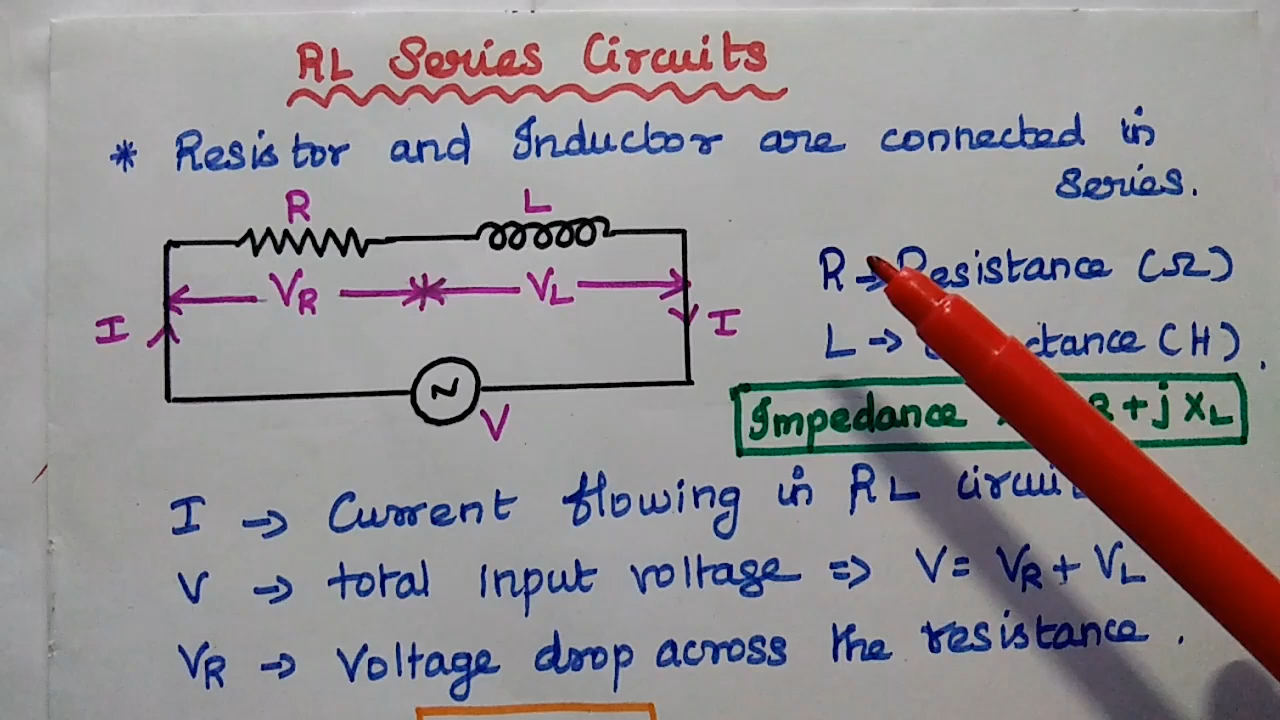 RL Series Circuits
* Resistor and Inductor are connected in
series.
R
L
VR
VL
I
I
V
R → Resistance (Ω)
L → (H).
Impedance + j XL
I → Current flowing in RL
V → total input voltage ⇒ V = VR + VL
VR → Voltage drop across the resistance.